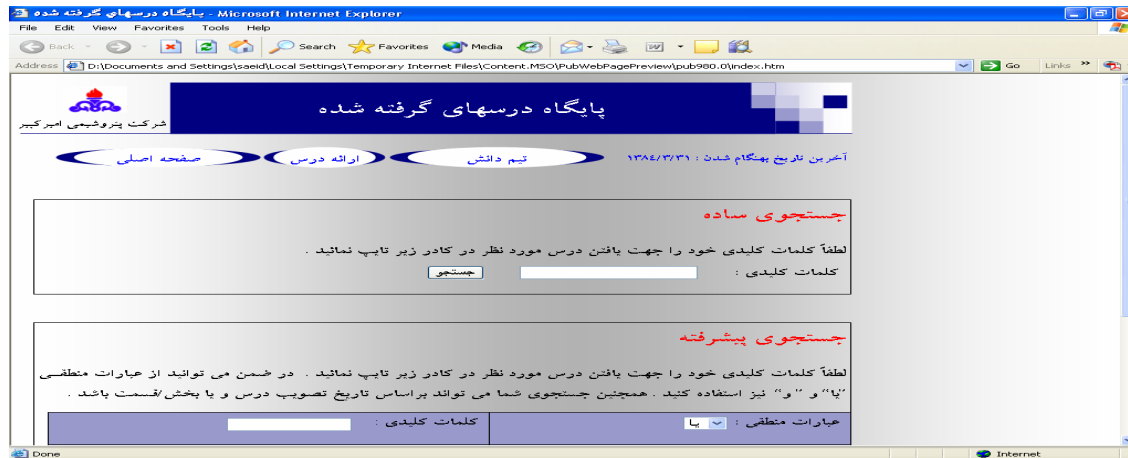 پایگاه درسهای گرفته شده - Microsoft Internet Explorer
File Edit View Favorites Tools Help
Back Search Favorites Media
Address D:\Documents and Settings\saeid\Local Settings\Temporary Internet Files\Content.MSO\PubWebPagePreview\pub980.0\index.htm Go Links »
پایگاه درسهای گرفته شده
شرکت پتروشیمی امیرکبیر
آخرین تاریخ بهنگام شدن : ۱۳۸٤/۳/۳۱ تیم دانش ارائه درس صفحه اصلی
جستجوی ساده
لطفاً کلمات کلیدی خود را جهت یافتن درس مورد نظر در کادر زیر تایپ نمائید .
کلمات کلیدی : جستجو
جستجوی پیشرفته
لطفاً کلمات کلیدی خود را جهت یافتن درس مورد نظر در کادر زیر تایپ نمائید . در ضمن می توانید از عبارات منطقی
"یا" و "و" نیز استفاده کنید . همچنین جستجوی شما می تواند براساس تاریخ تصویب درس و یا بخش/قسمت باشد .
عبارات منطقی : یا کلمات کلیدی :
Done Internet